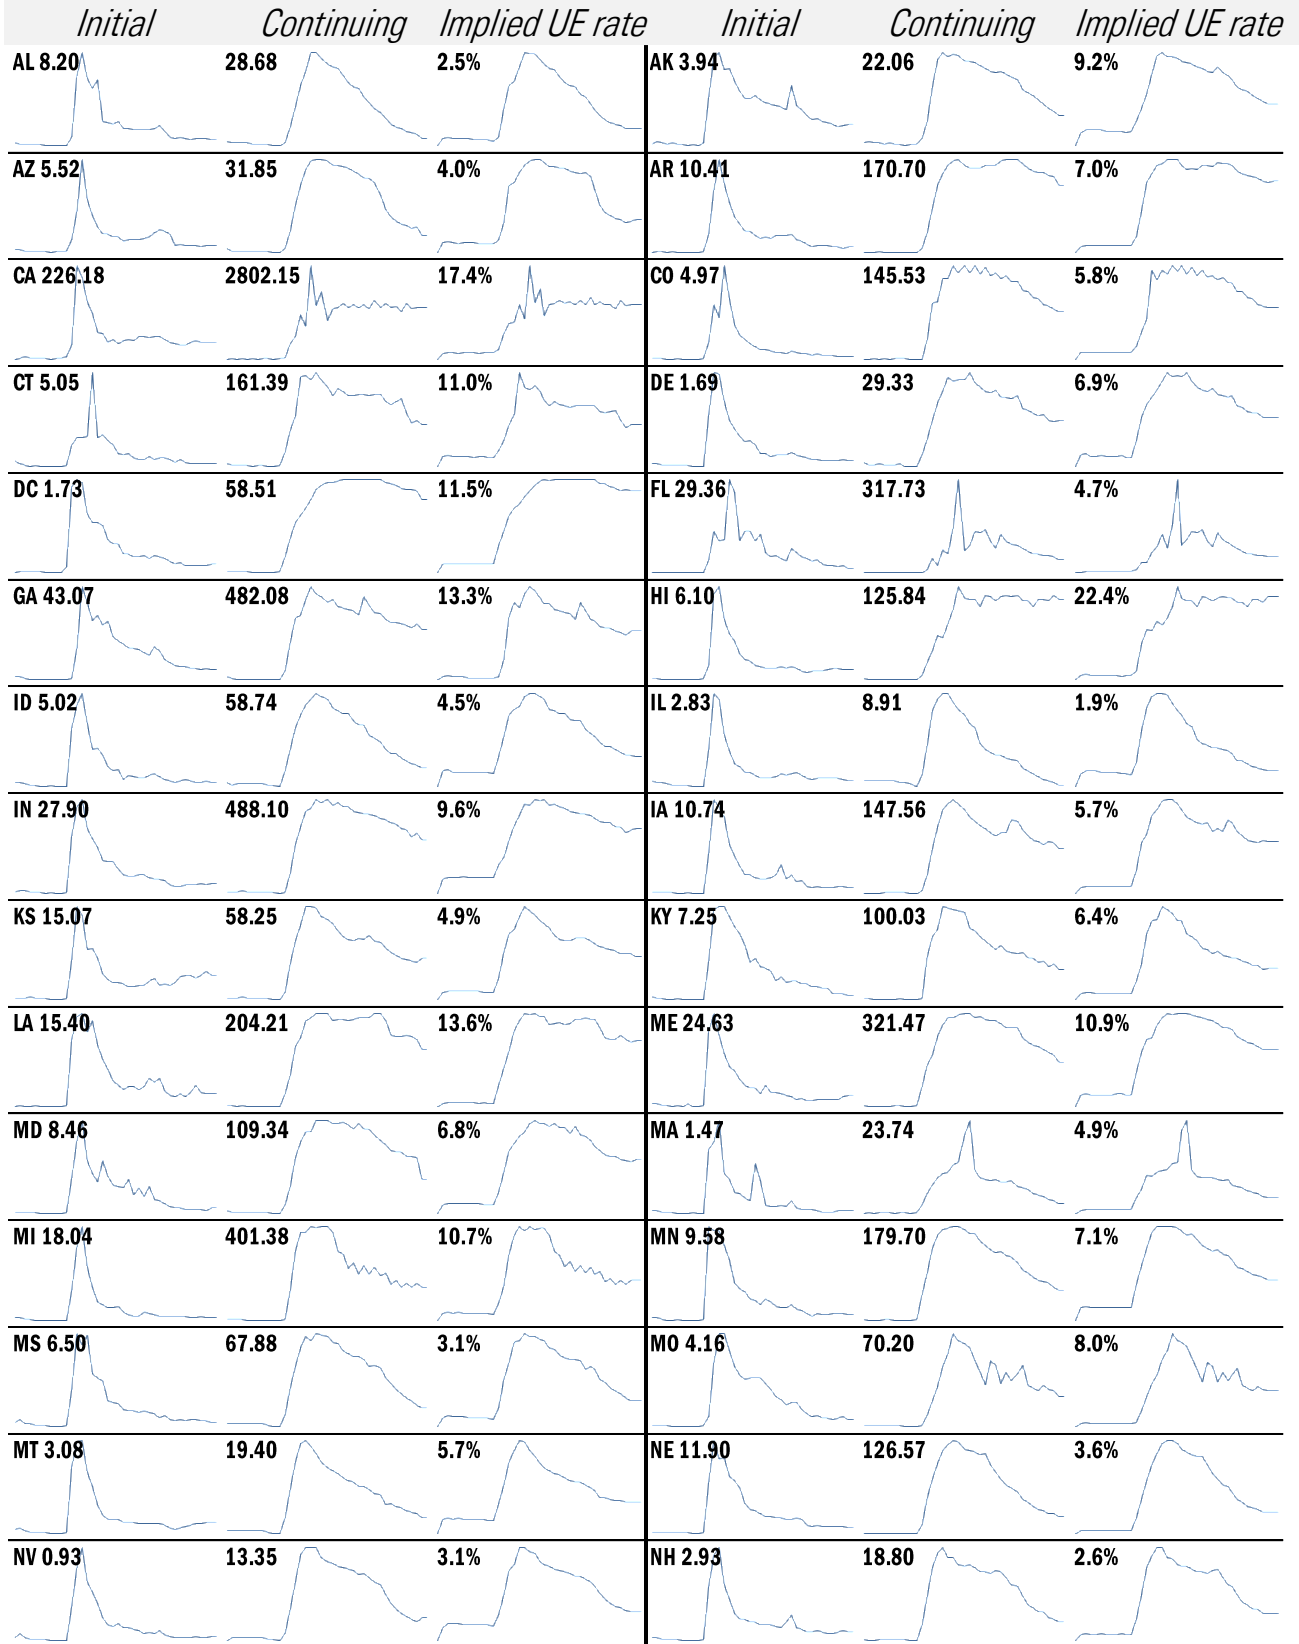 Initial Continuing Implied UE rate Initial Continuing Implied UE rate
AL 8.20 28.68 2.5% AK 3.94 22.06 9.2%
AZ 5.52 31.85 4.0% AR 10.41 170.70 7.0%
CA 226.18 2802.15 17.4% CO 4.97 145.53 5.8%
CT 5.05 161.39 11.0% DE 1.69 29.33 6.9%
DC 1.73 58.51 11.5% FL 29.36 317.73 4.7%
GA 43.07 482.08 13.3% HI 6.10 125.84 22.4%
ID 5.02 58.74 4.5% IL 2.83 8.91 1.9%
IN 27.90 488.10 9.6% IA 10.74 147.56 5.7%
KS 15.07 58.25 4.9% KY 7.25 100.03 6.4%
LA 15.40 204.21 13.6% ME 24.63 321.47 10.9%
MD 8.46 109.34 6.8% MA 1.47 23.74 4.9%
MI 18.04 401.38 10.7% MN 9.58 179.70 7.1%
MS 6.50 67.88 3.1% MO 4.16 70.20 8.0%
MT 3.08 19.40 5.7% NE 11.90 126.57 3.6%
NV 0.93 13.35 3.1% NH 2.93 18.80 2.6%